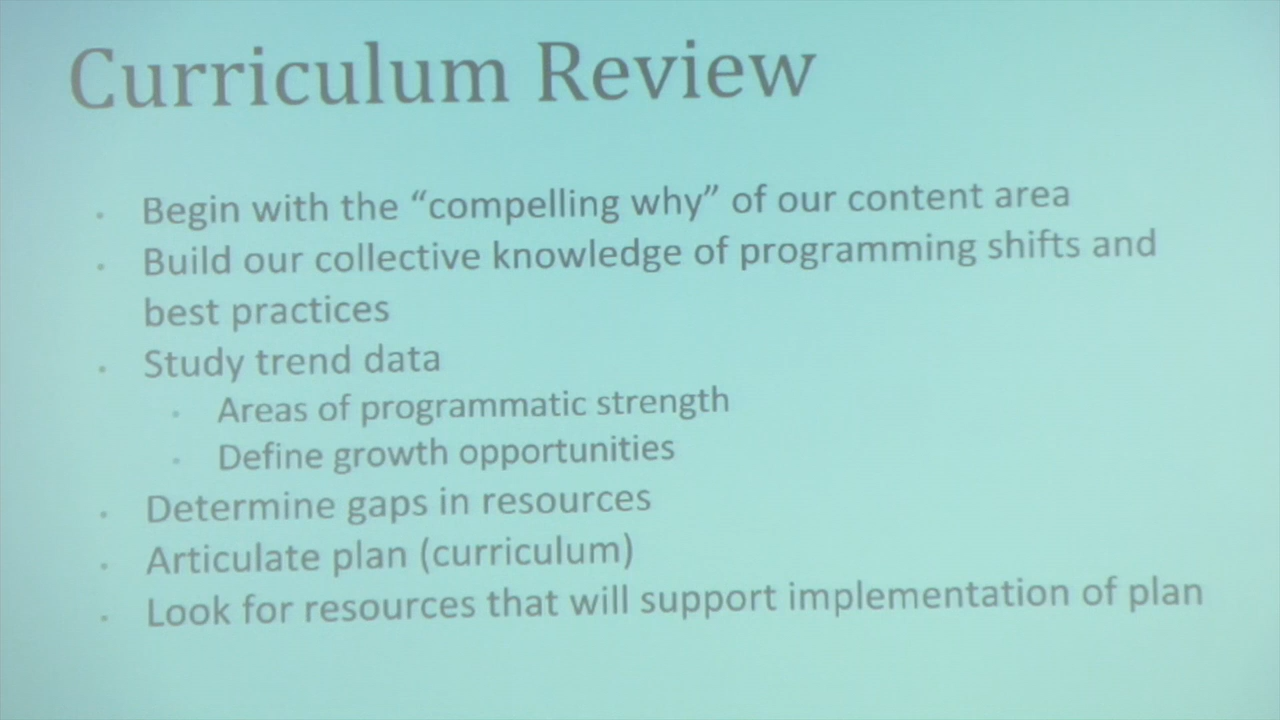 Curriculum Review
· Begin with the “compelling why” of our content area
· Build our collective knowledge of programming shifts and
best practices
· Study trend data
· Areas of programmatic strength
· Define growth opportunities
· Determine gaps in resources
· Articulate plan (curriculum)
· Look for resources that will support implementation of plan